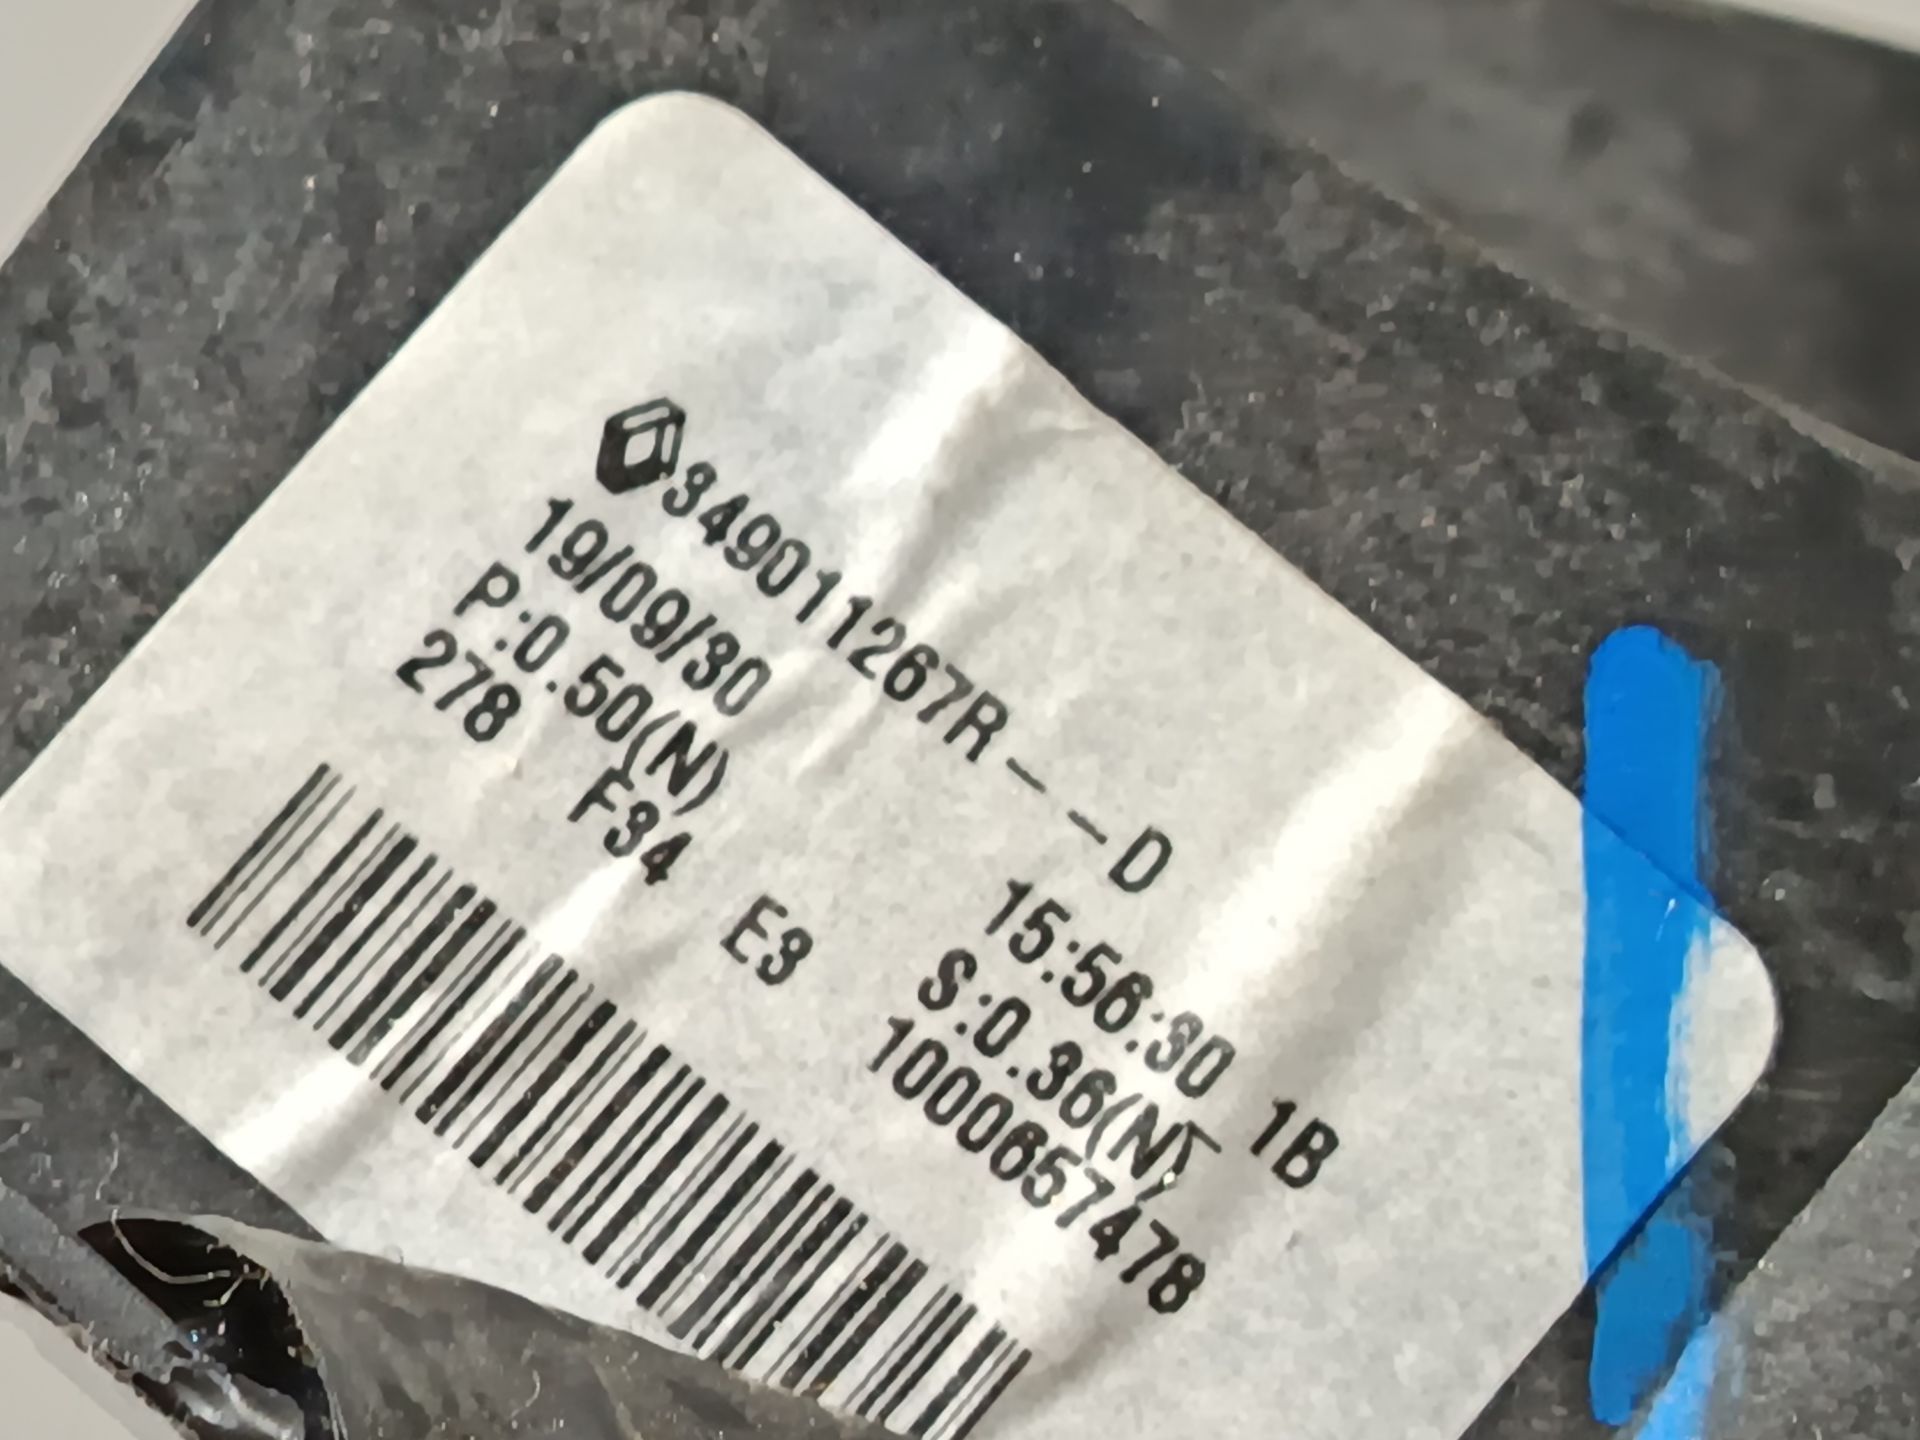 349011267R--D
19/09/30 15:56:30 1B
P:0.50(N) S:0.36(N)
278 F34 E3 1000657478